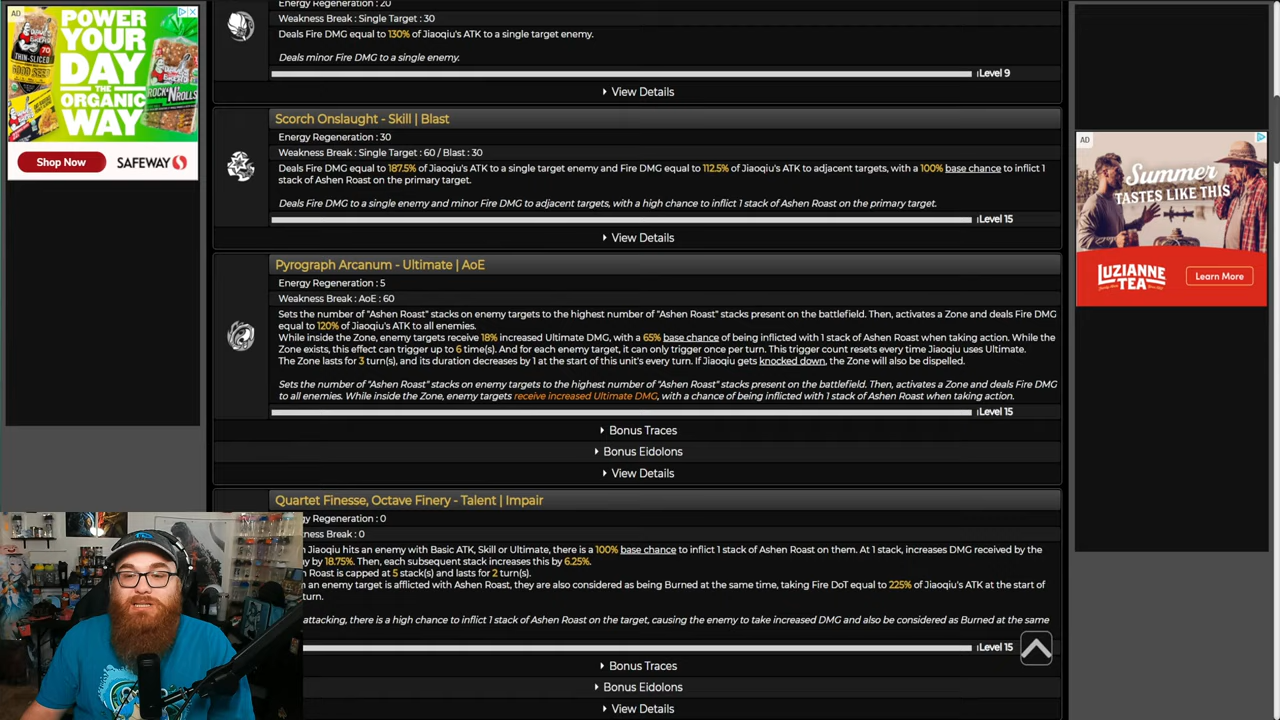 AD
POWER
YOUR
DAY
THE
ORGANIC
WAY
THIN-SLICED
GOOD SEED
ROCK 'N' ROLLS
Shop Now
SAFEWAY
Energy Regeneration : 20
Weakness Break : Single Target : 30
Deals Fire DMG equal to 130% of Jiaoqiu's ATK to a single target enemy.
Deals minor Fire DMG to a single enemy.
Level 9
View Details
Scorch Onslaught - Skill | Blast
Energy Regeneration : 30
Weakness Break : Single Target : 60 / Blast : 30
Deals Fire DMG equal to 187.5% of Jiaoqiu's ATK to a single target enemy and Fire DMG equal to 112.5% of Jiaoqiu's ATK to adjacent targets, with a 100% base chance to inflict 1
stack of Ashen Roast on the primary target.
Deals Fire DMG to a single enemy and minor Fire DMG to adjacent targets, with a high chance to inflict 1 stack of Ashen Roast on the primary target.
Level 15
View Details
Pyrograph Arcanum - Ultimate | AoE
Energy Regeneration : 5
Weakness Break : AoE : 60
Sets the number of "Ashen Roast" stacks on enemy targets to the highest number of "Ashen Roast" stacks present on the battlefield. Then, activates a Zone and deals Fire DMG
equal to 120% of Jiaoqiu's ATK to all enemies.
While inside the Zone, enemy targets receive 18% increased Ultimate DMG, with a 65% base chance of being inflicted with 1 stack of Ashen Roast when taking action. While the
Zone exists, this effect can trigger up to 6 time(s). And for each enemy target, it can only trigger once per turn. This trigger count resets every time Jiaoqiu uses Ultimate.
The Zone lasts for 3 turn(s), and its duration decreases by 1 at the start of this unit's every turn. If Jiaoqiu gets knocked down, the Zone will also be dispelled.
Sets the number of "Ashen Roast" stacks on enemy targets to the highest number of "Ashen Roast" stacks present on the battlefield. Then, activates a Zone and deals Fire DMG
to all enemies. While inside the Zone, enemy targets receive increased Ultimate DMG, with a chance of being inflicted with 1 stack of Ashen Roast when taking action.
Level 15
Bonus Traces
Bonus Eidolons
View Details
Quartet Finesse, Octave Finery - Talent | Impair
gy Regeneration : 0
kness Break : 0
Jiaoqiu hits an enemy with Basic ATK, Skill or Ultimate, there is a 100% base chance to inflict 1 stack of Ashen Roast on them. At 1 stack, increases DMG received by the
y by 18.75%. Then, each subsequent stack increases this by 6.25%.
Roast is capped at 5 stack(s) and lasts for 2 turn(s).
an enemy target is afflicted with Ashen Roast, they are also considered as being Burned at the same time, taking Fire DoT equal to 225% of Jiaoqiu's ATK at the start of
turn.
attacking, there is a high chance to inflict 1 stack of Ashen Roast on the target, causing the enemy to take increased DMG and also be considered as Burned at the same
Level 15
Bonus Traces
Bonus Eidolons
View Details
AD
Summer
TASTES LIKE THIS
LUZIANNE
TEA
Learn More